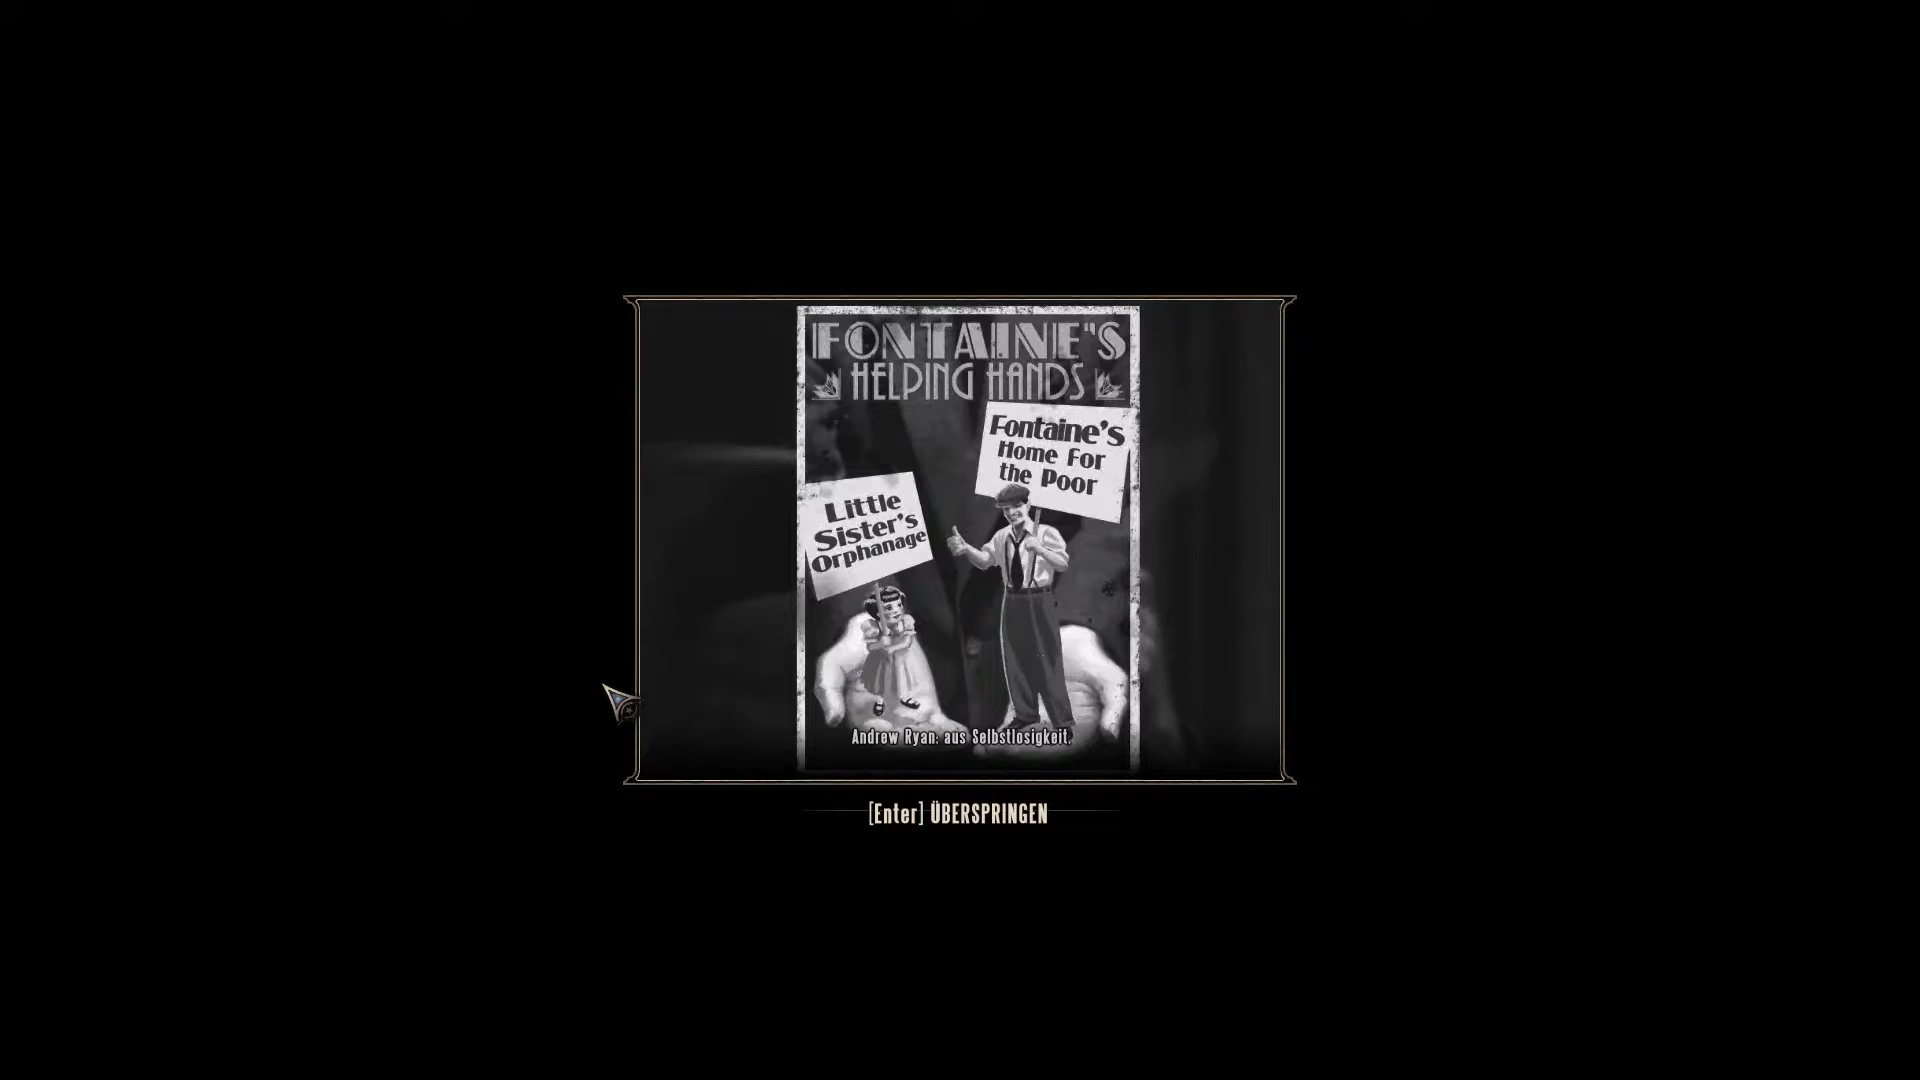 FONTAINE"S
HELPING HANDS
Fontaine's
Home For
the Poor
Little
Sister's
Orphanage
Andrew Ryan: aus Selbstlosigkeit.
[Enter] ÜBERSPRINGEN